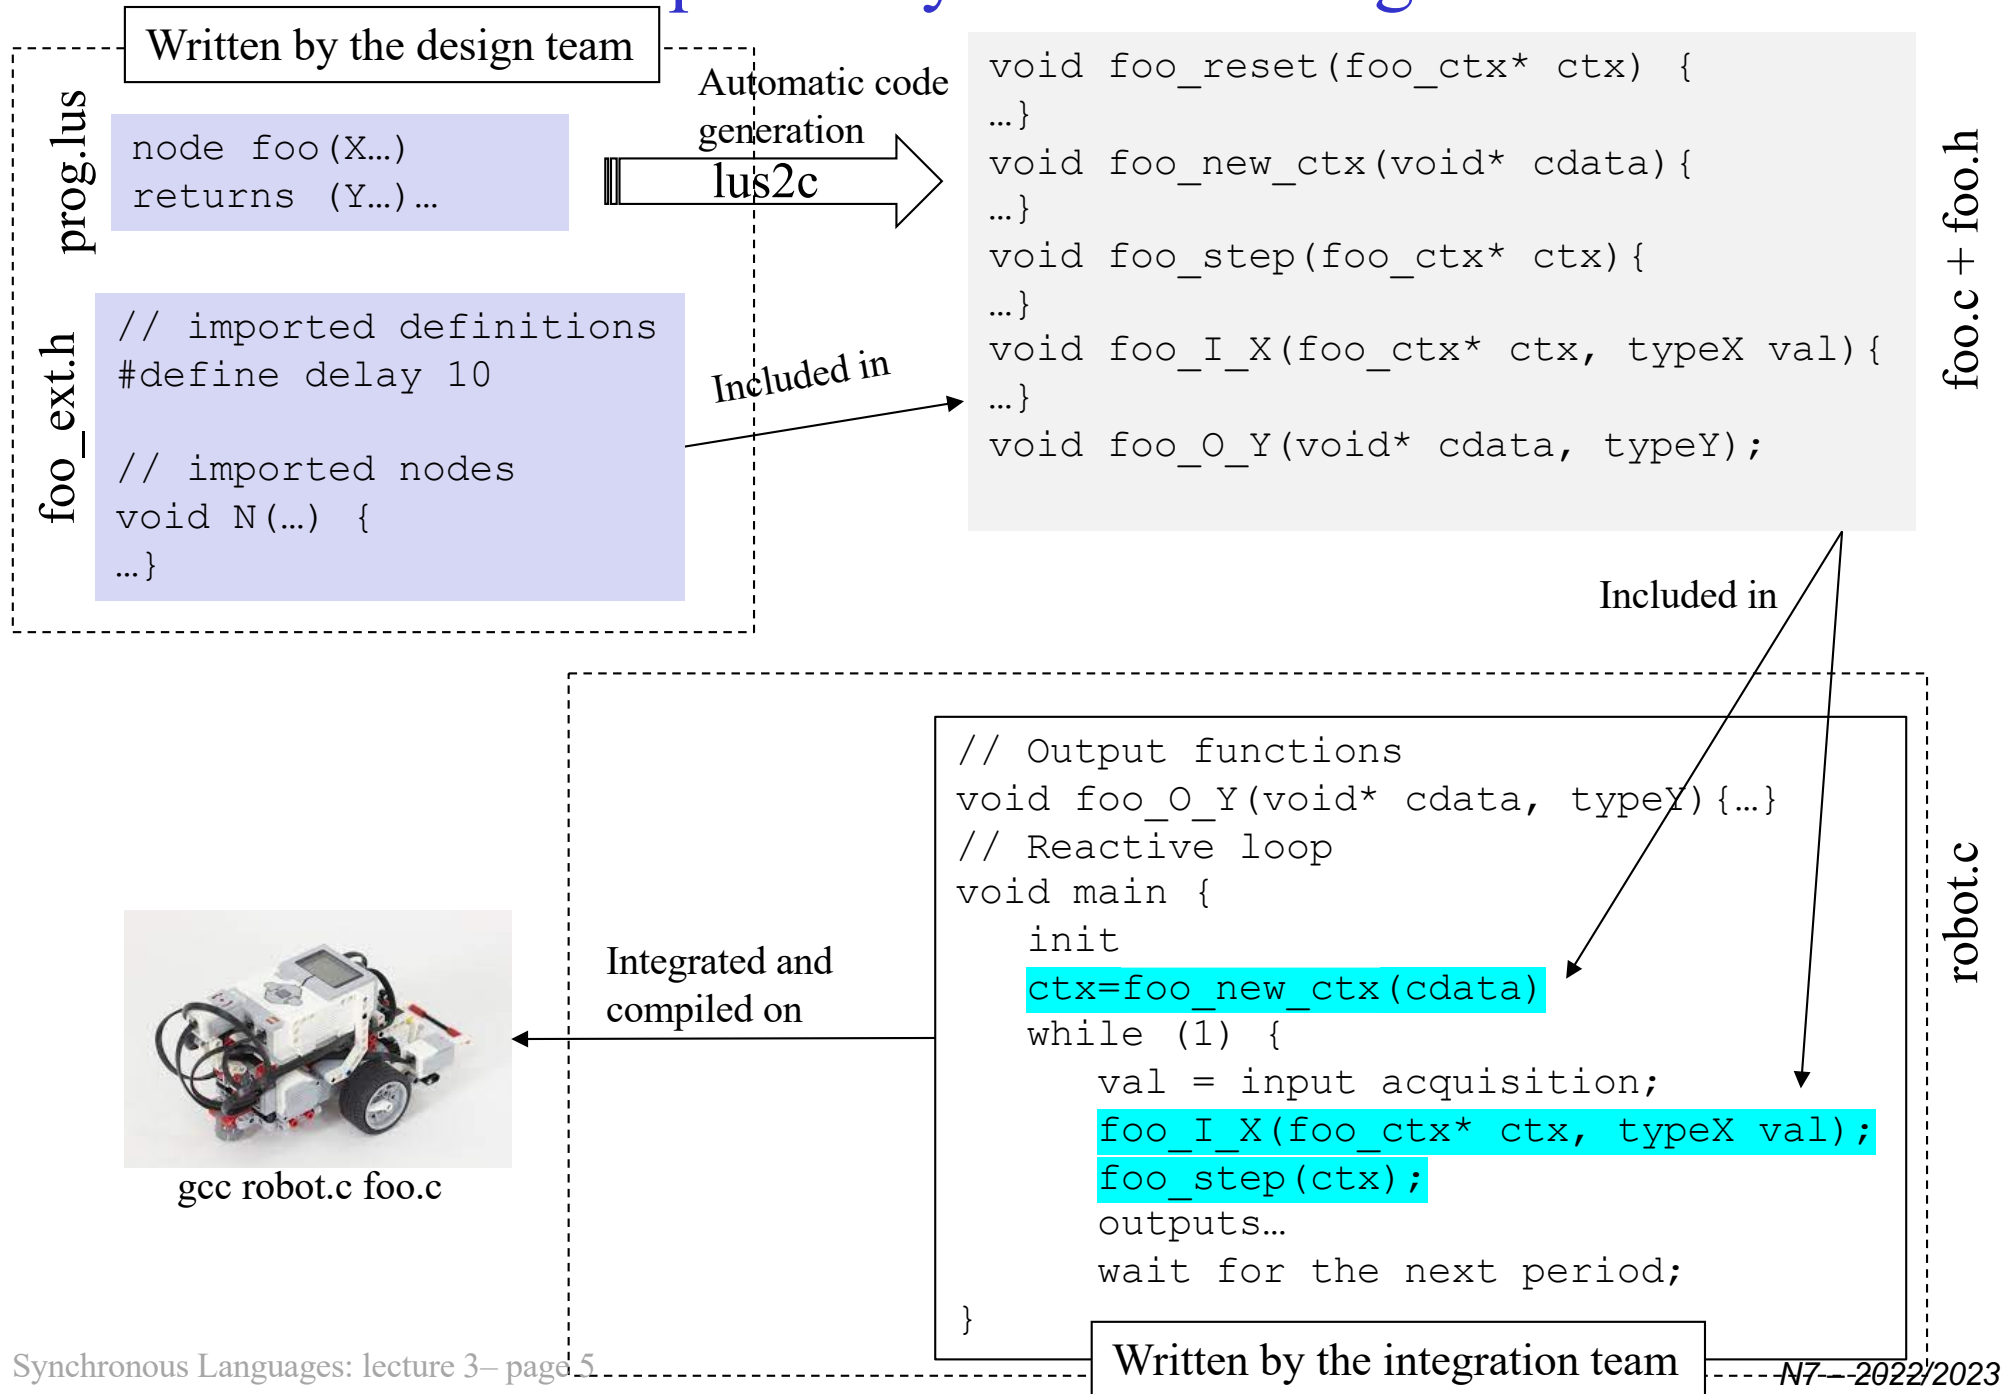 Written by the design team
prog.lus
node foo(X…)
returns (Y…)…
foo_ext.h
// imported definitions
#define delay 10
// imported nodes
void N(…) {
…}
Automatic code
generation
lus2c
Included in
void foo_reset(foo_ctx* ctx) {
…}
void foo_new_ctx(void* cdata){
…}
void foo_step(foo_ctx* ctx){
…}
void foo_I_X(foo_ctx* ctx, typeX val){
…}
void foo_O_Y(void* cdata, typeY);
foo.c + foo.h
Included in
// Output functions
void foo_O_Y(void* cdata, typeY){…}
// Reactive loop
void main {
init
ctx=foo_new_ctx(cdata)
while (1) {
val = input acquisition;
foo_I_X(foo_ctx* ctx, typeX val);
foo_step(ctx);
outputs…
wait for the next period;
}
robot.c
Written by the integration team
Integrated and
compiled on
gcc robot.c foo.c
Synchronous Languages: lecture 3– page 5
N7 – 2022/2023